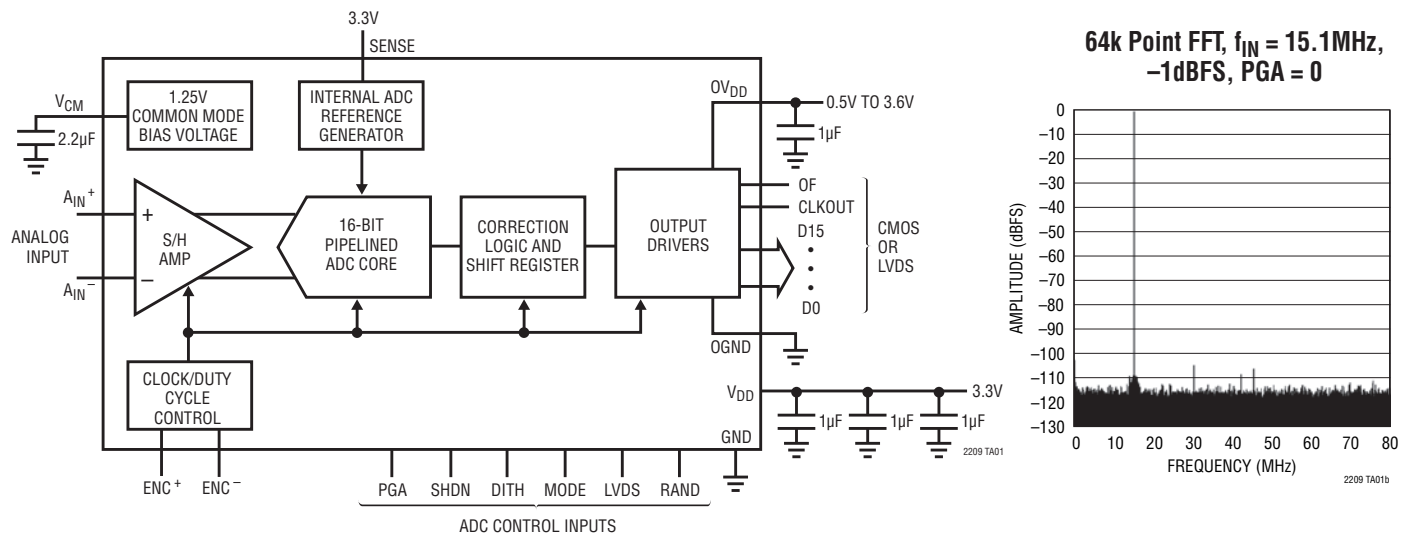 3.3V
SENSE
1.25V
COMMON MODE
BIAS VOLTAGE
INTERNAL ADC
REFERENCE
GENERATOR
VCM
2.2µF
OVDD
0.5V TO 3.6V
1µF
AIN+
ANALOG
INPUT
AIN–
+
S/H
AMP
–
16-BIT
PIPELINED
ADC CORE
CORRECTION
LOGIC AND
SHIFT REGISTER
OUTPUT
DRIVERS
OF
CLKOUT
D15
•
•
•
D0
CMOS
OR
LVDS
OGND
CLOCK/DUTY
CYCLE
CONTROL
VDD
3.3V
1µF
1µF
1µF
GND
2209 TA01
ENC+
ENC–
PGA
SHDN
DITH
MODE
LVDS
RAND
ADC CONTROL INPUTS
64k Point FFT, fIN = 15.1MHz,
–1dBFS, PGA = 0
AMPLITUDE (dBFS)
0
–10
–20
–30
–40
–50
–60
–70
–80
–90
–100
–110
–120
–130
0 10 20 30 40 50 60 70 80
FREQUENCY (MHz)
2209 TA01b